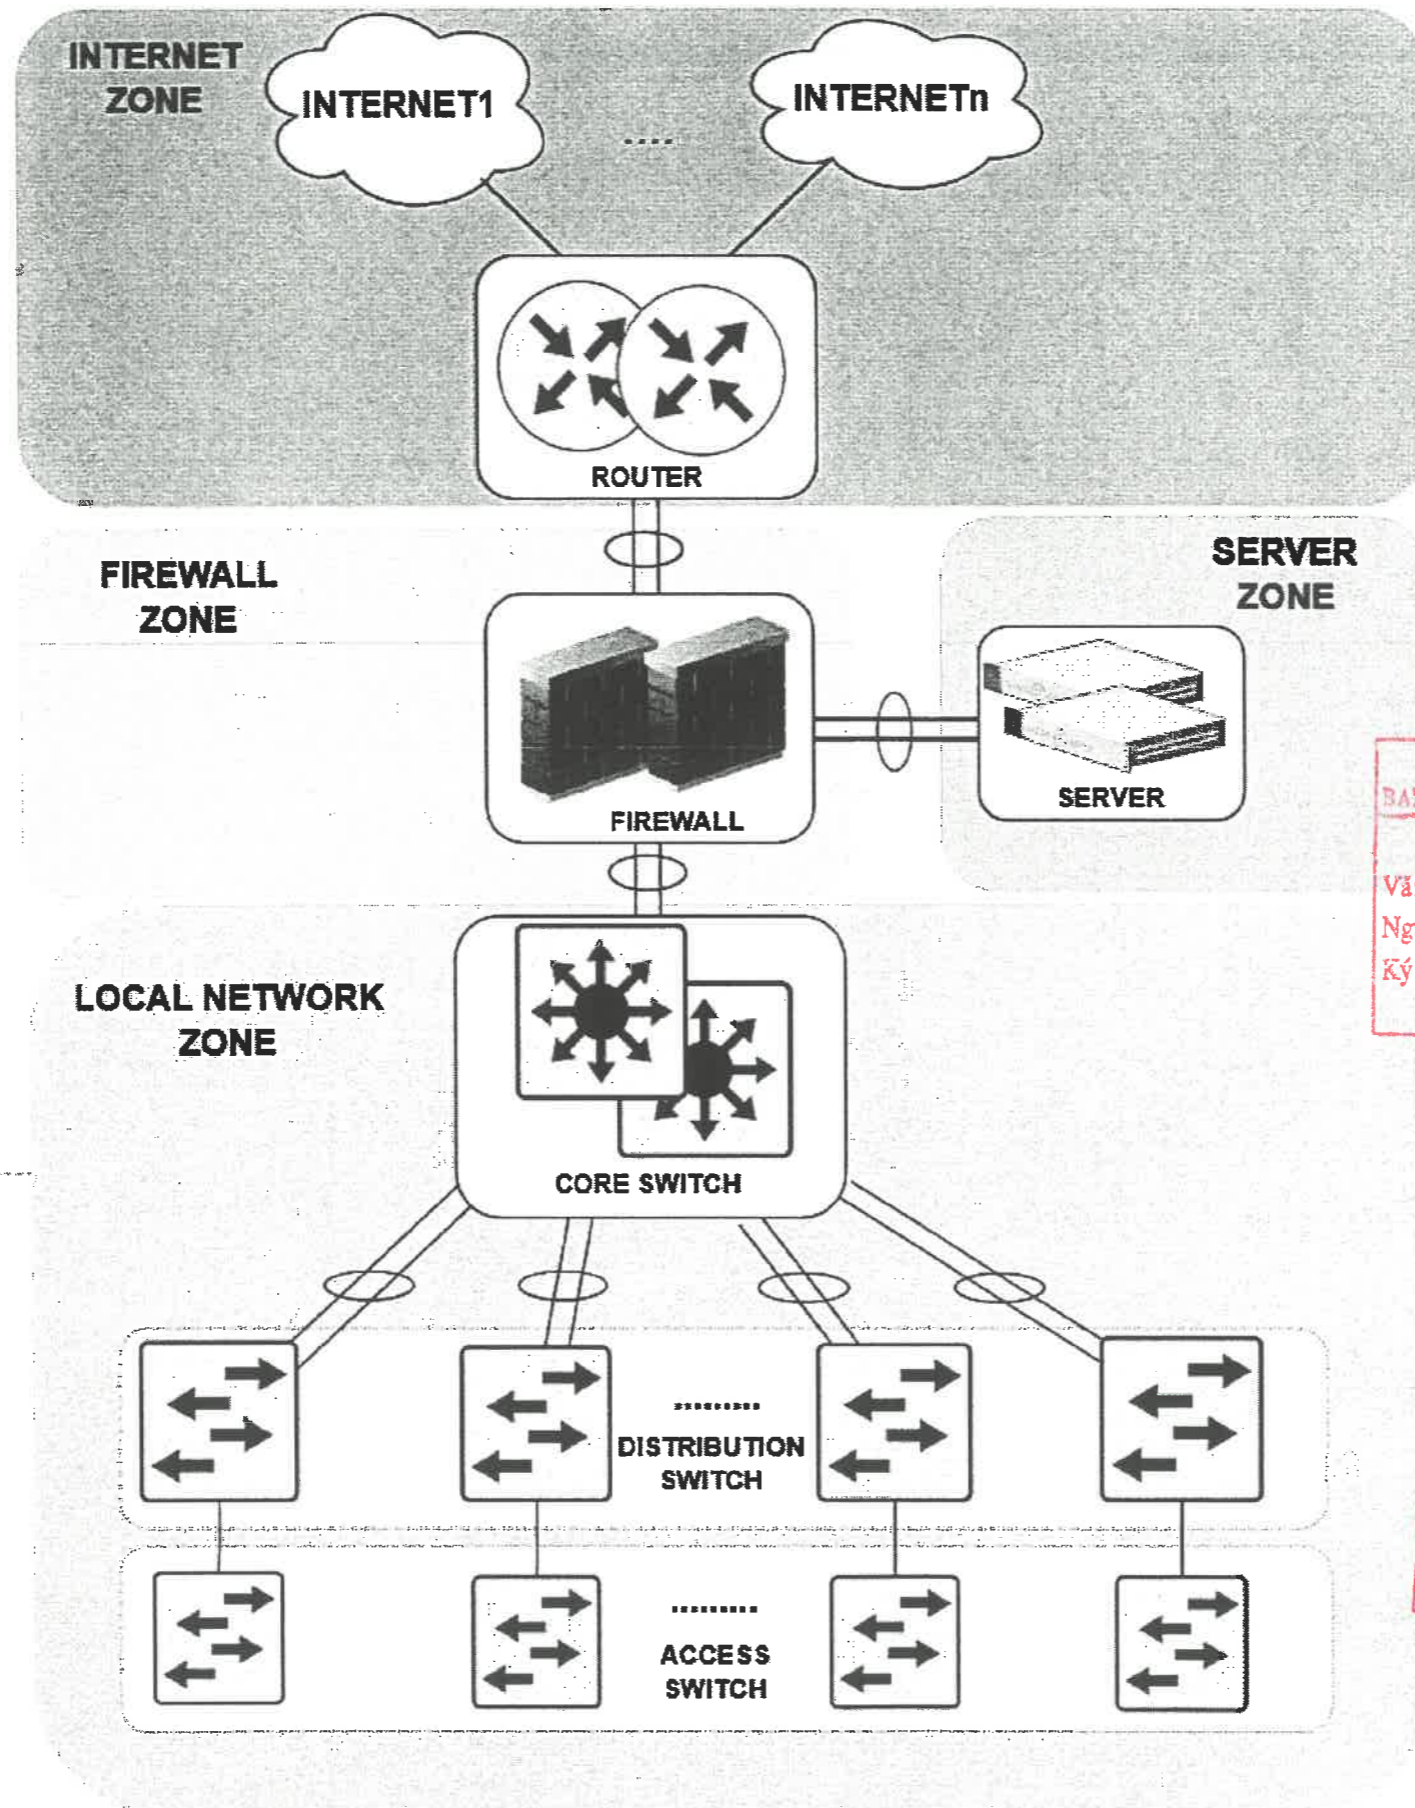 INTERNET
ZONE
INTERNET1
....
INTERNETn
ROUTER
FIREWALL
ZONE
SERVER
ZONE
FIREWALL
SERVER
LOCAL NETWORK
ZONE
CORE SWITCH
.........
DISTRIBUTION
SWITCH
.........
ACCESS
SWITCH
Ký